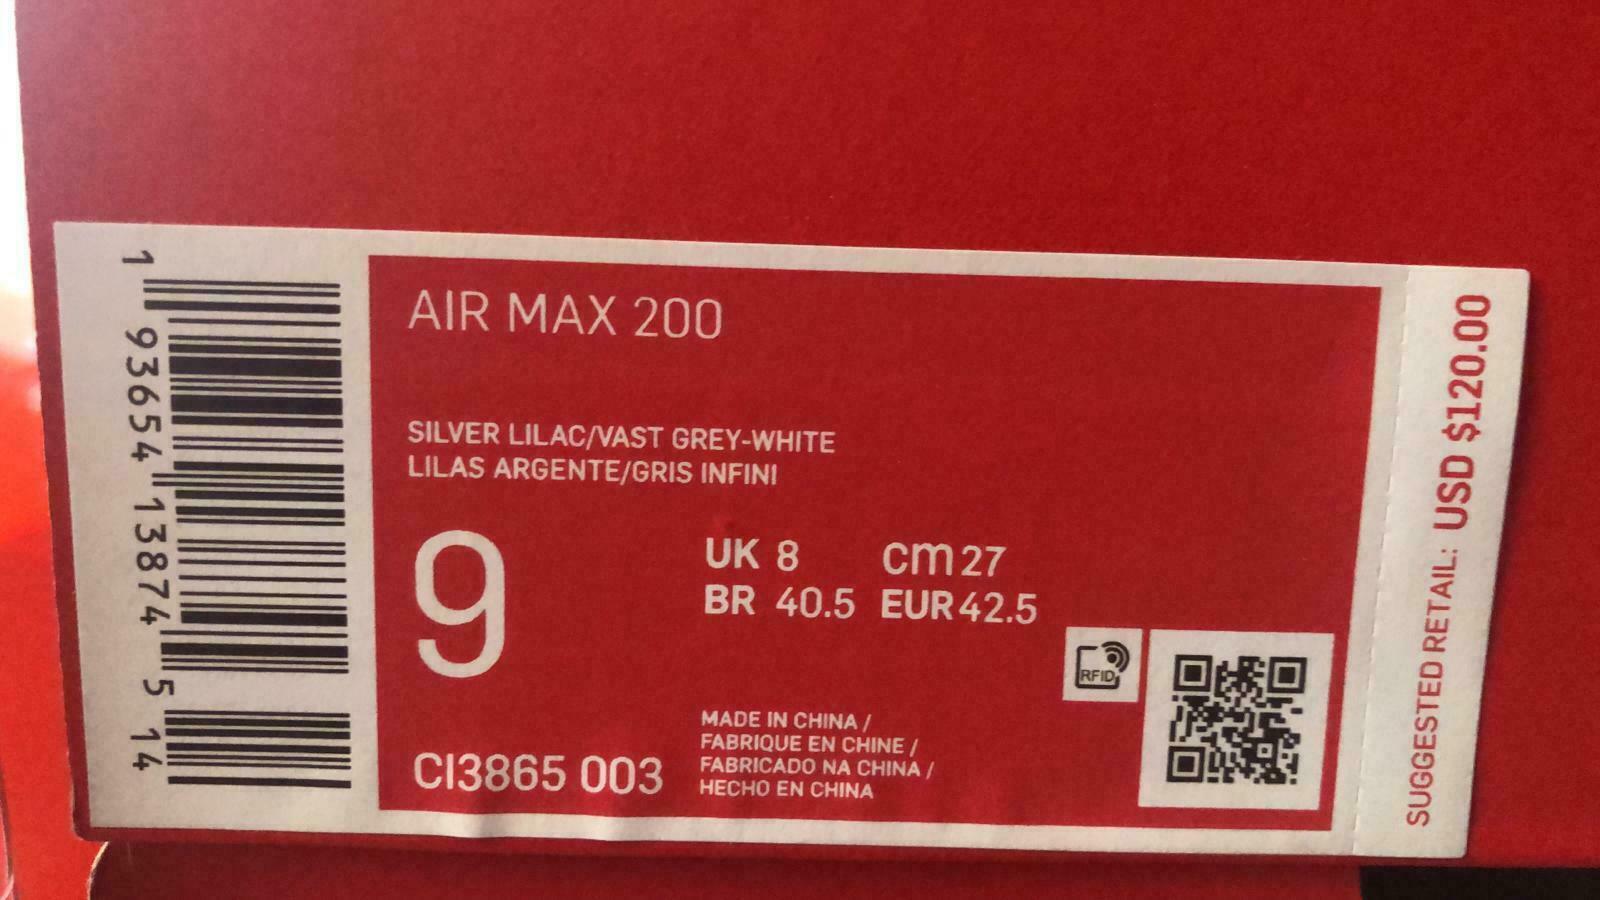 AIR MAX 200
SILVER LILAC/VAST GREY-WHITE
LILAS ARGENTE/GRIS INFINI
9
UK 8 cm 27
BR 40.5 EUR 42.5
CI3865 003
MADE IN CHINA /
FABRIQUE EN CHINE /
FABRICADO NA CHINA /
HECHO EN CHINA
RFID
1 93654 13874 5 14
SUGGESTED RETAIL: USD $120.00